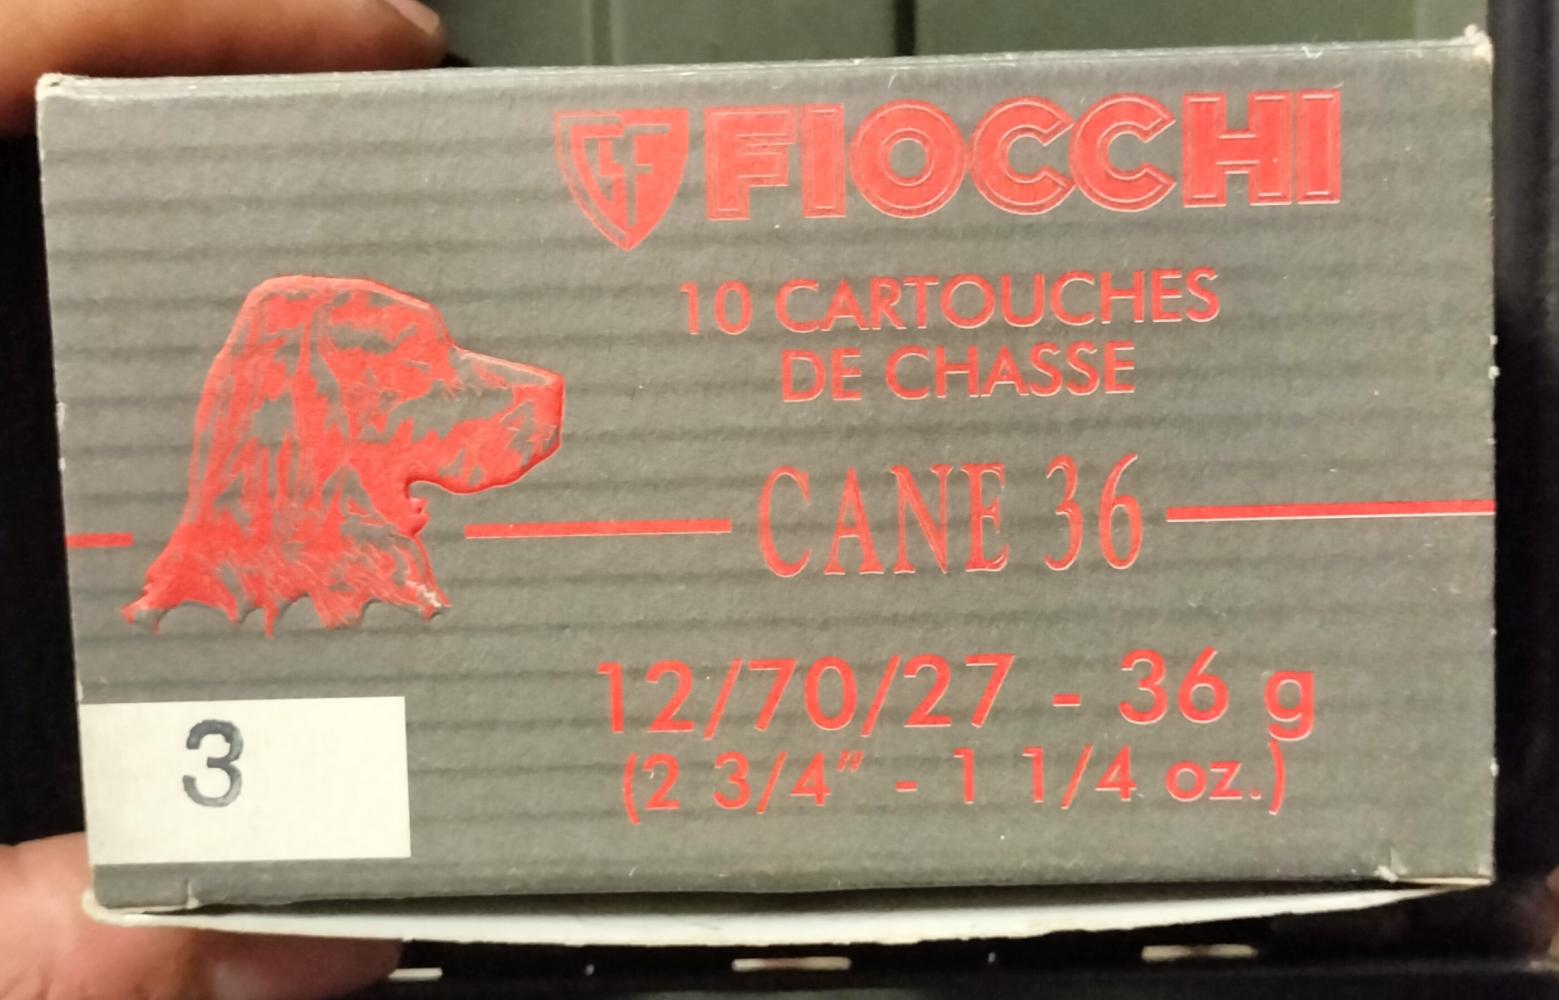 GF FIOCCHI
10 CARTOUCHES
DE CHASSE
CANE 36
12/70/27 - 36 g
(2 3/4" - 1 1/4 oz.)
3